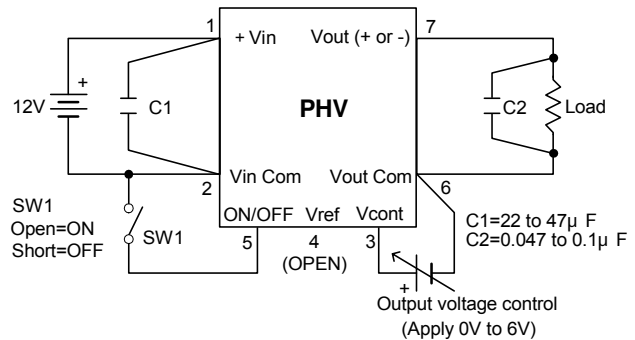 1
+ Vin
Vout (+ or -)
7
+
12V
C1
PHV
C2
Load
2
Vin Com
Vout Com
6
SW1
Open=ON
Short=OFF
SW1
ON/OFF
Vref
Vcont
5
4
3
(OPEN)
C1=22 to 47μ F
C2=0.047 to 0.1μ F
+
Output voltage control
(Apply 0V to 6V)